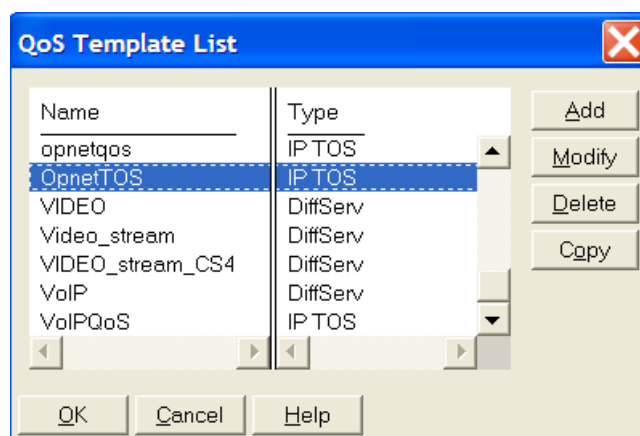 QoS Template List
Name Type
opnetqos IP TOS
OpnetTOS IP TOS
VIDEO DiffServ
Video_stream DiffServ
VIDEO_stream_CS4 DiffServ
VoIP DiffServ
VoIPQoS IP TOS
Add
Modify
Delete
Copy
OK Cancel Help